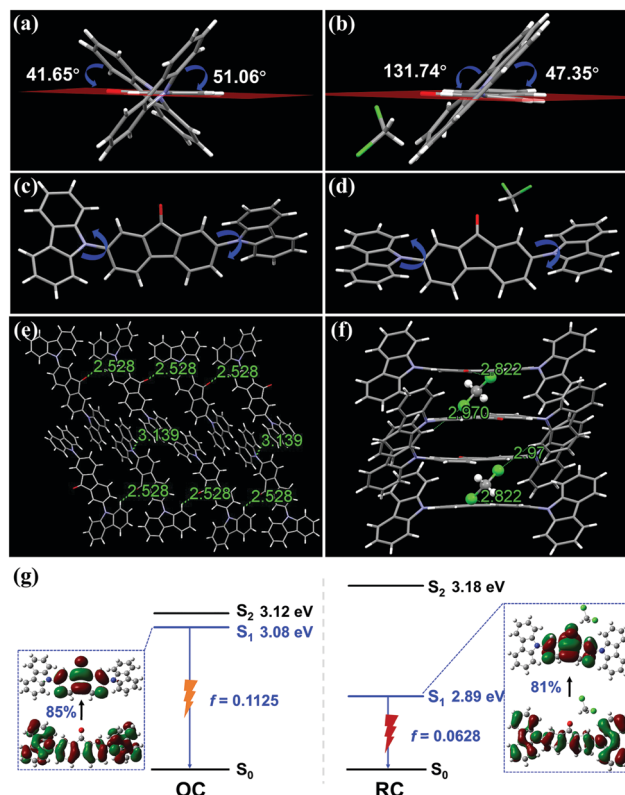 (a)
41.65°
51.06°
(b)
131.74°
47.35°
(c)
(d)
(e)
2.528
2.528
2.528
3.139
3.139
2.528
2.528
2.528
(f)
2.822
2.970
2.97
2.822
(g)
S2 3.12 eV
S1 3.08 eV
85%
f = 0.1125
S0
OC
S2 3.18 eV
S1 2.89 eV
81%
f = 0.0628
S0
RC